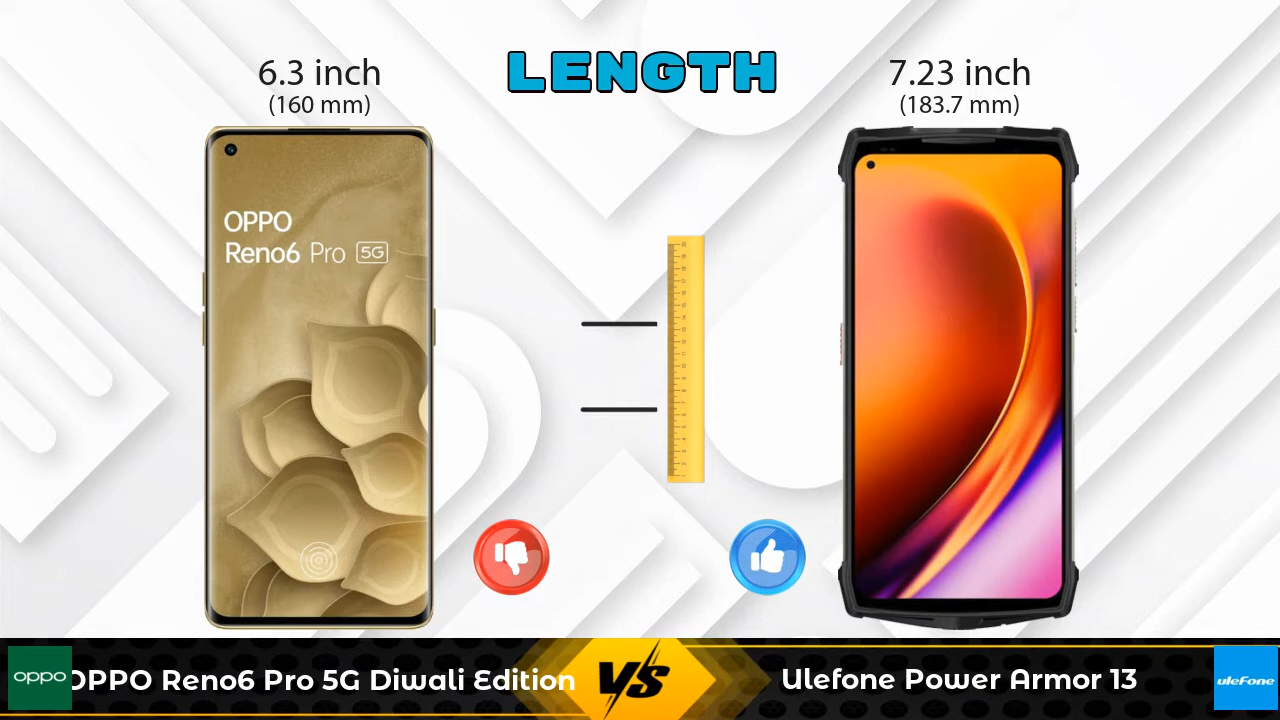 LENGTH
6.3 inch
(160 mm)
7.23 inch
(183.7 mm)
OPPO
Reno6 Pro 5G
oppo
OPPO Reno6 Pro 5G Diwali Edition
VS
Ulefone Power Armor 13
uleFone